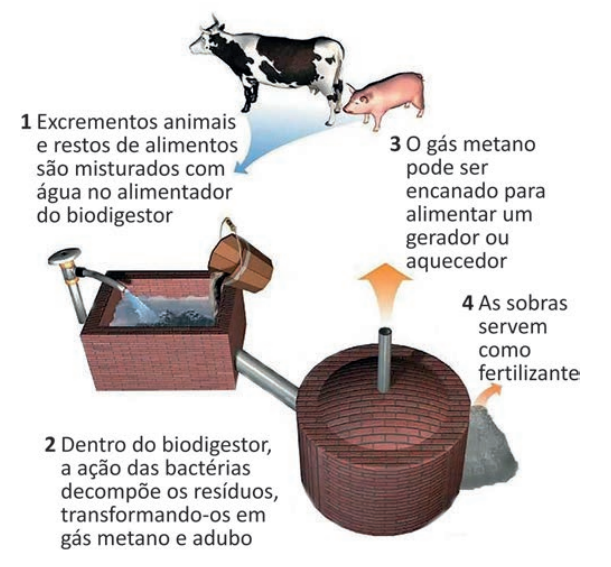 1 Excrementos animais
e restos de alimentos
são misturados com
água no alimentador
do biodigestor
3 O gás metano
pode ser
encanado para
alimentar um
gerador ou
aquecedor
4 As sobras
servem
como
fertilizante
2 Dentro do biodigestor,
a ação das bactérias
decompõe os resíduos,
transformando-os em
gás metano e adubo